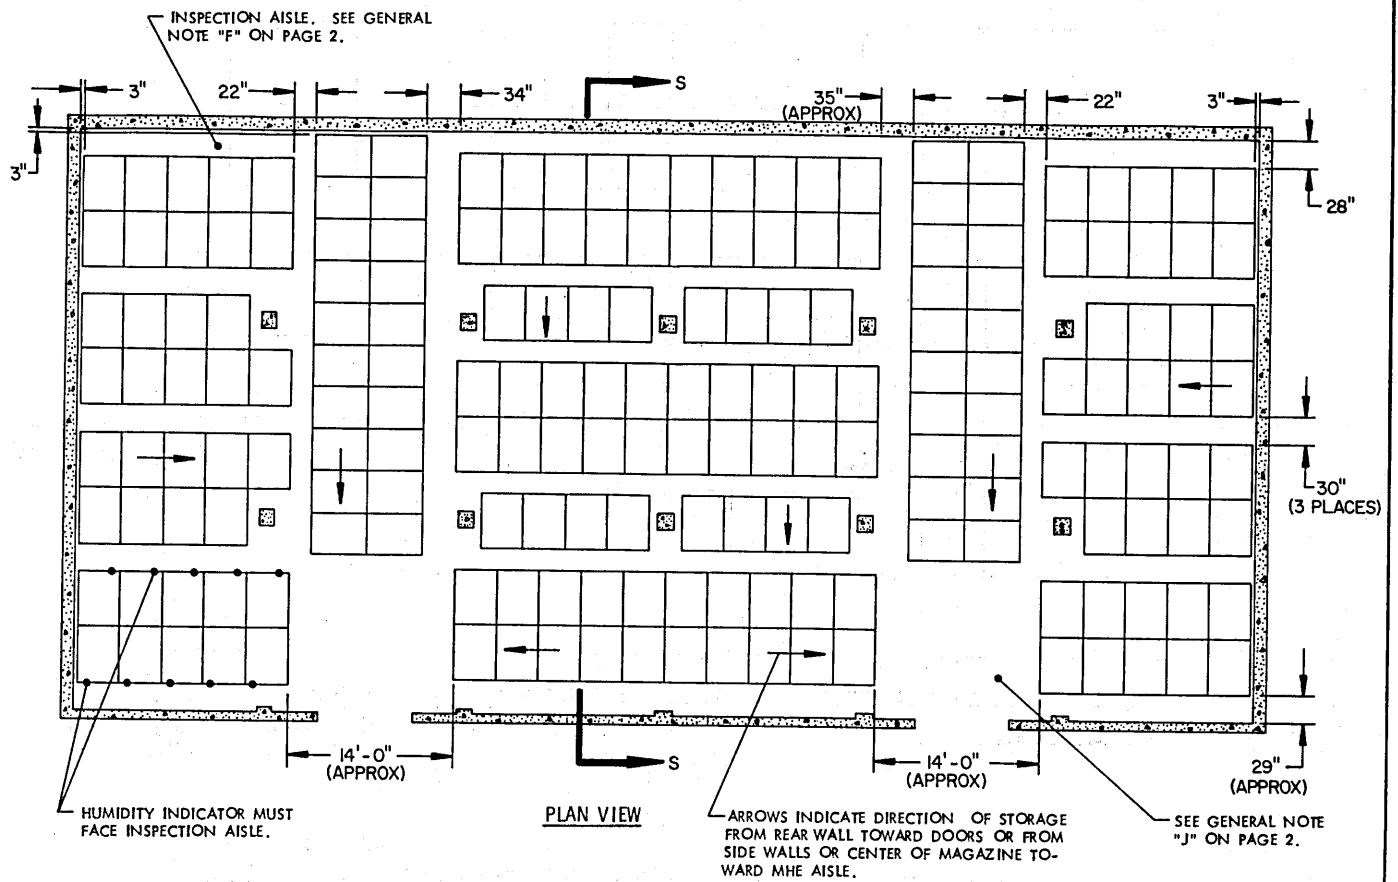 INSPECTION AISLE. SEE GENERAL
NOTE "F" ON PAGE 2.
3"
22"
34"
S
35"
(APPROX)
22"
3"
3"
28"
30"
(3 PLACES)
14'-0"
(APPROX)
S
14'-0"
(APPROX)
29"
(APPROX)
HUMIDITY INDICATOR MUST
FACE INSPECTION AISLE.
PLAN VIEW
ARROWS INDICATE DIRECTION OF STORAGE
FROM REAR WALL TOWARD DOORS OR FROM
SIDE WALLS OR CENTER OF MAGAZINE TO-
WARD MHE AISLE.
SEE GENERAL NOTE
"J" ON PAGE 2.